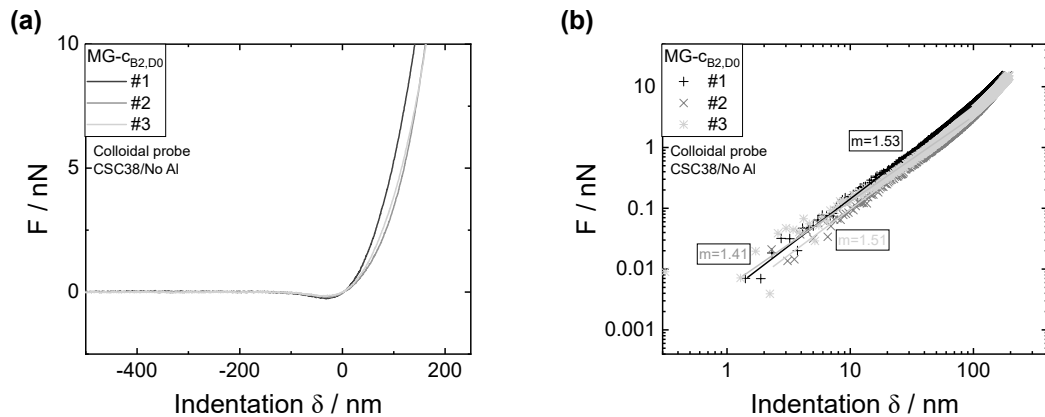 (a)
10
5
0
F / nN
MG-cB2,D0
#1
#2
#3
Colloidal probe
CSC38/No Al
-400
-200
0
200
Indentation δ / nm
(b)
10
1
0.1
0.01
0.001
F / nN
MG-cB2,D0
#1
#2
#3
Colloidal probe
CSC38/No Al
m=1.53
m=1.41
m=1.51
1
10
100
Indentation δ / nm